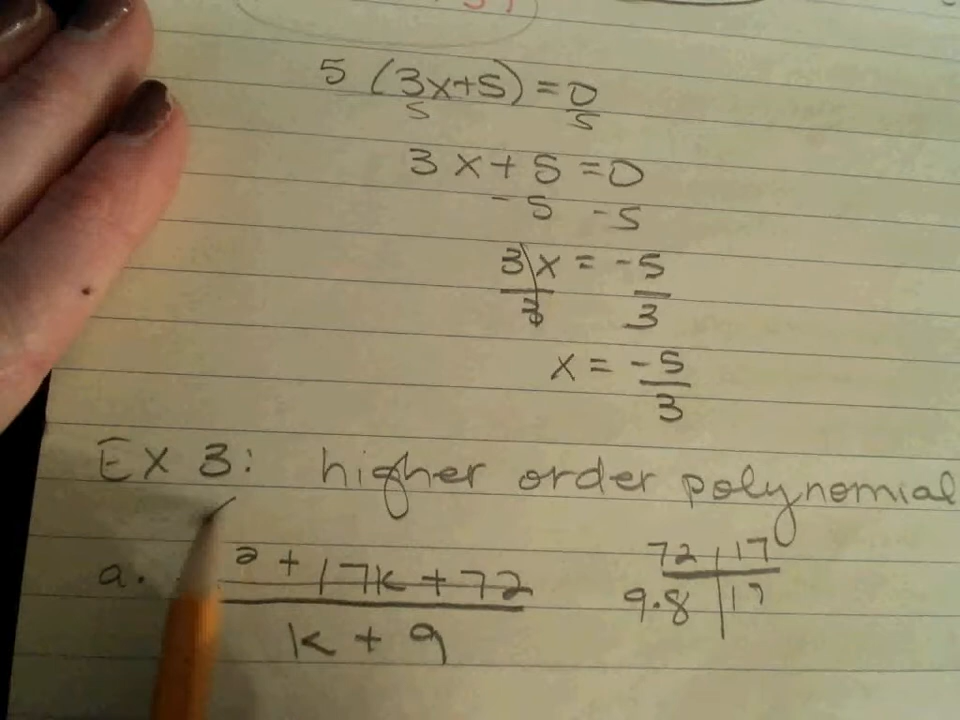 5 (3x+5) = 0
5 5
3x + 5 = 0
- 5 - 5
3x = -5
3 3
x = -5
3
Ex 3: higher order polynomial
a. 2 + 17k + 72
k + 9
72 | 17
9.8 | 17